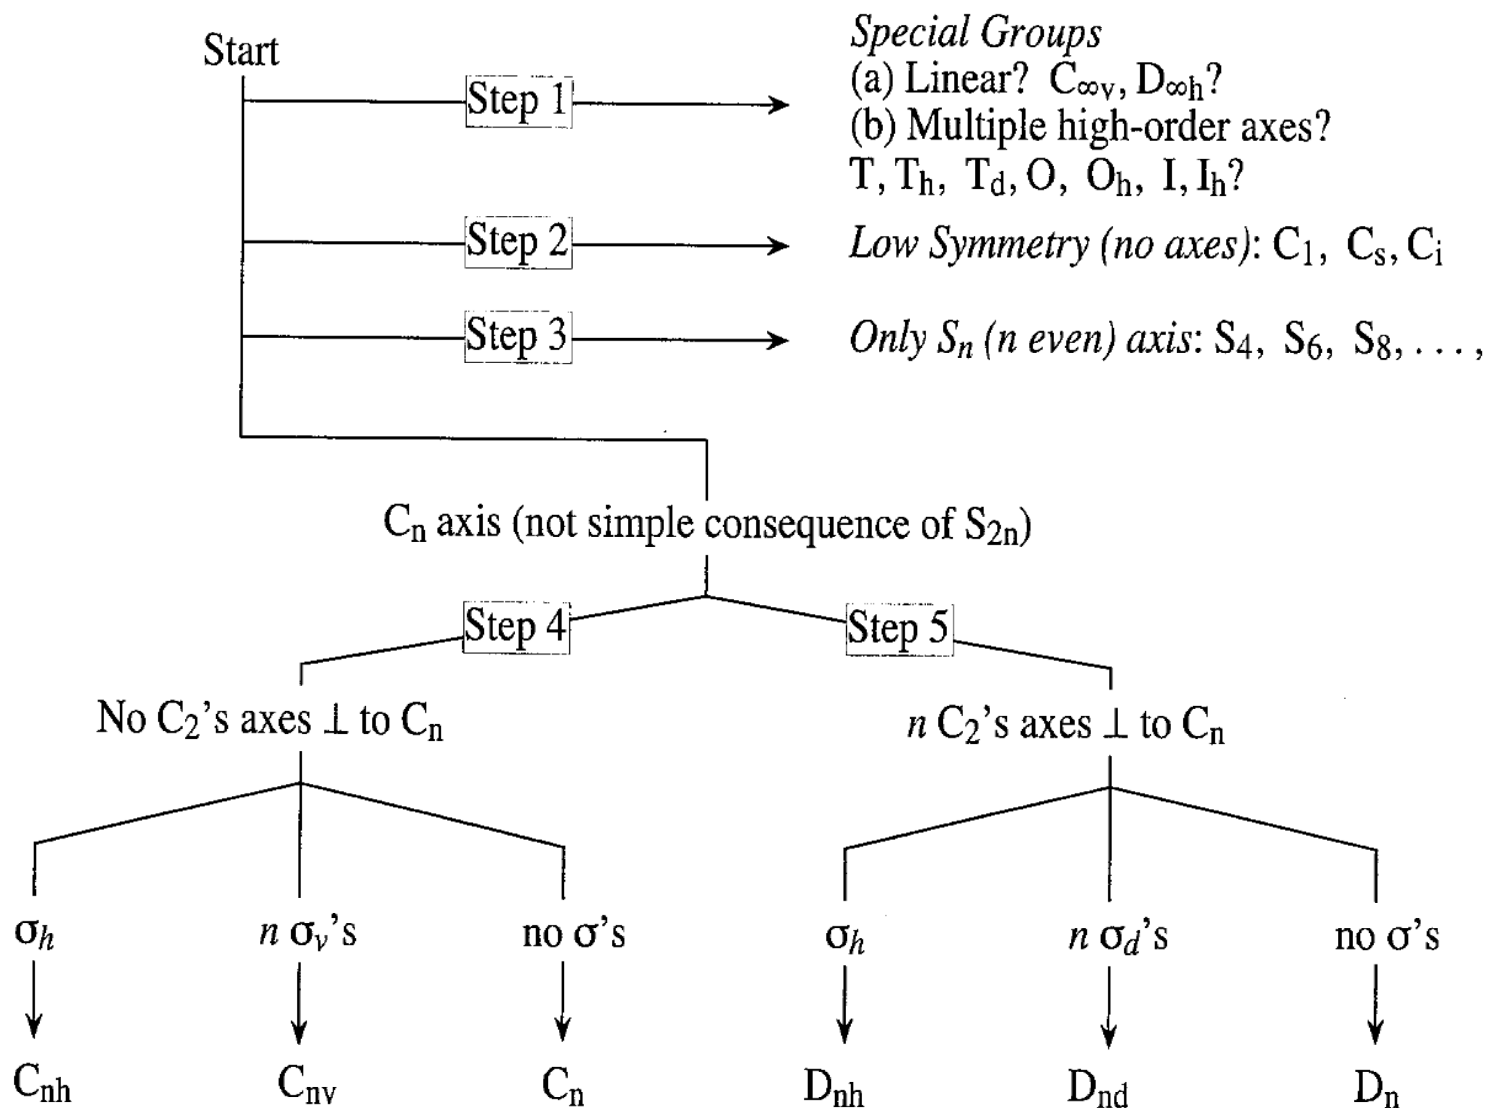 Start
Step 1
Special Groups
(a) Linear? C∞v, D∞h?
(b) Multiple high-order axes?
T, Th, Td, O, Oh, I, Ih?
Step 2
Low Symmetry (no axes): C1, Cs, Ci
Step 3
Only Sn (n even) axis: S4, S6, S8, . . . ,
Cn axis (not simple consequence of S2n)
Step 4
Step 5
No C2's axes ⊥ to Cn
n C2's axes ⊥ to Cn
σh
n σv's
no σ's
σh
n σd's
no σ's
Cnh
Cnv
Cn
Dnh
Dnd
Dn